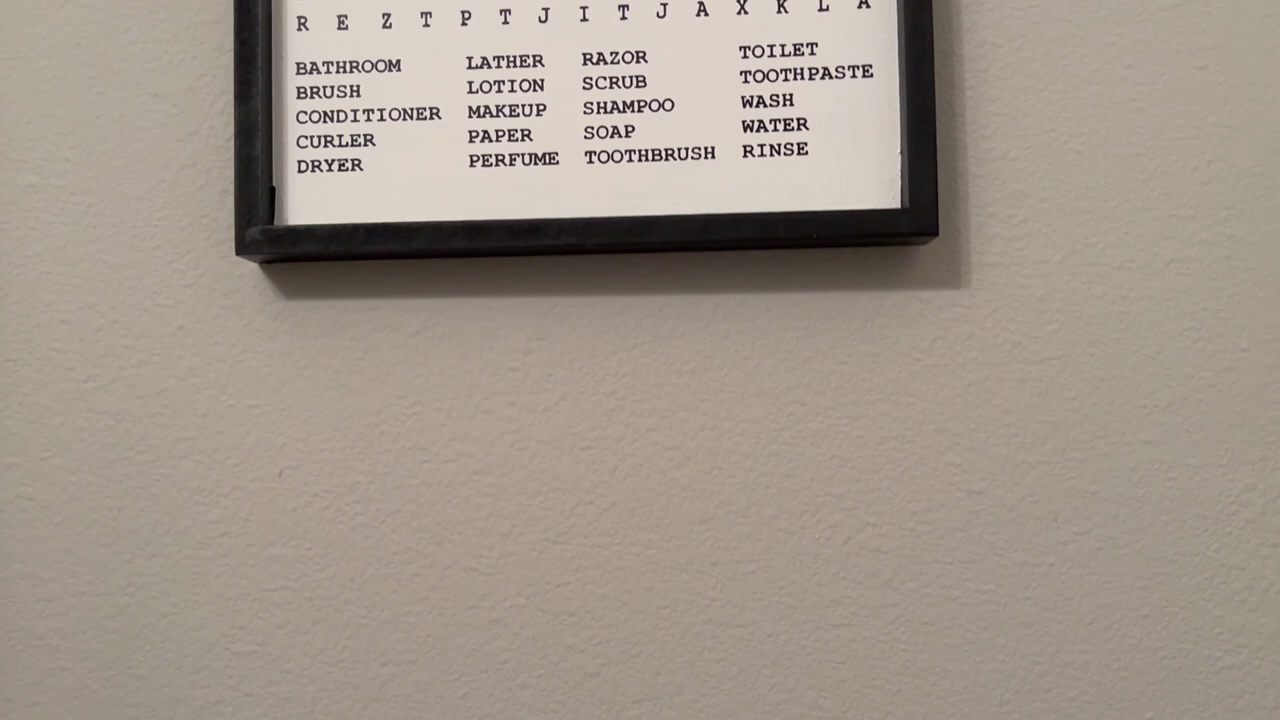 R E Z T P T J I T J A X K L A
BATHROOM LATHER RAZOR TOILET
BRUSH LOTION SCRUB TOOTHPASTE
CONDITIONER MAKEUP SHAMPOO WASH
CURLER PAPER SOAP WATER
DRYER PERFUME TOOTHBRUSH RINSE